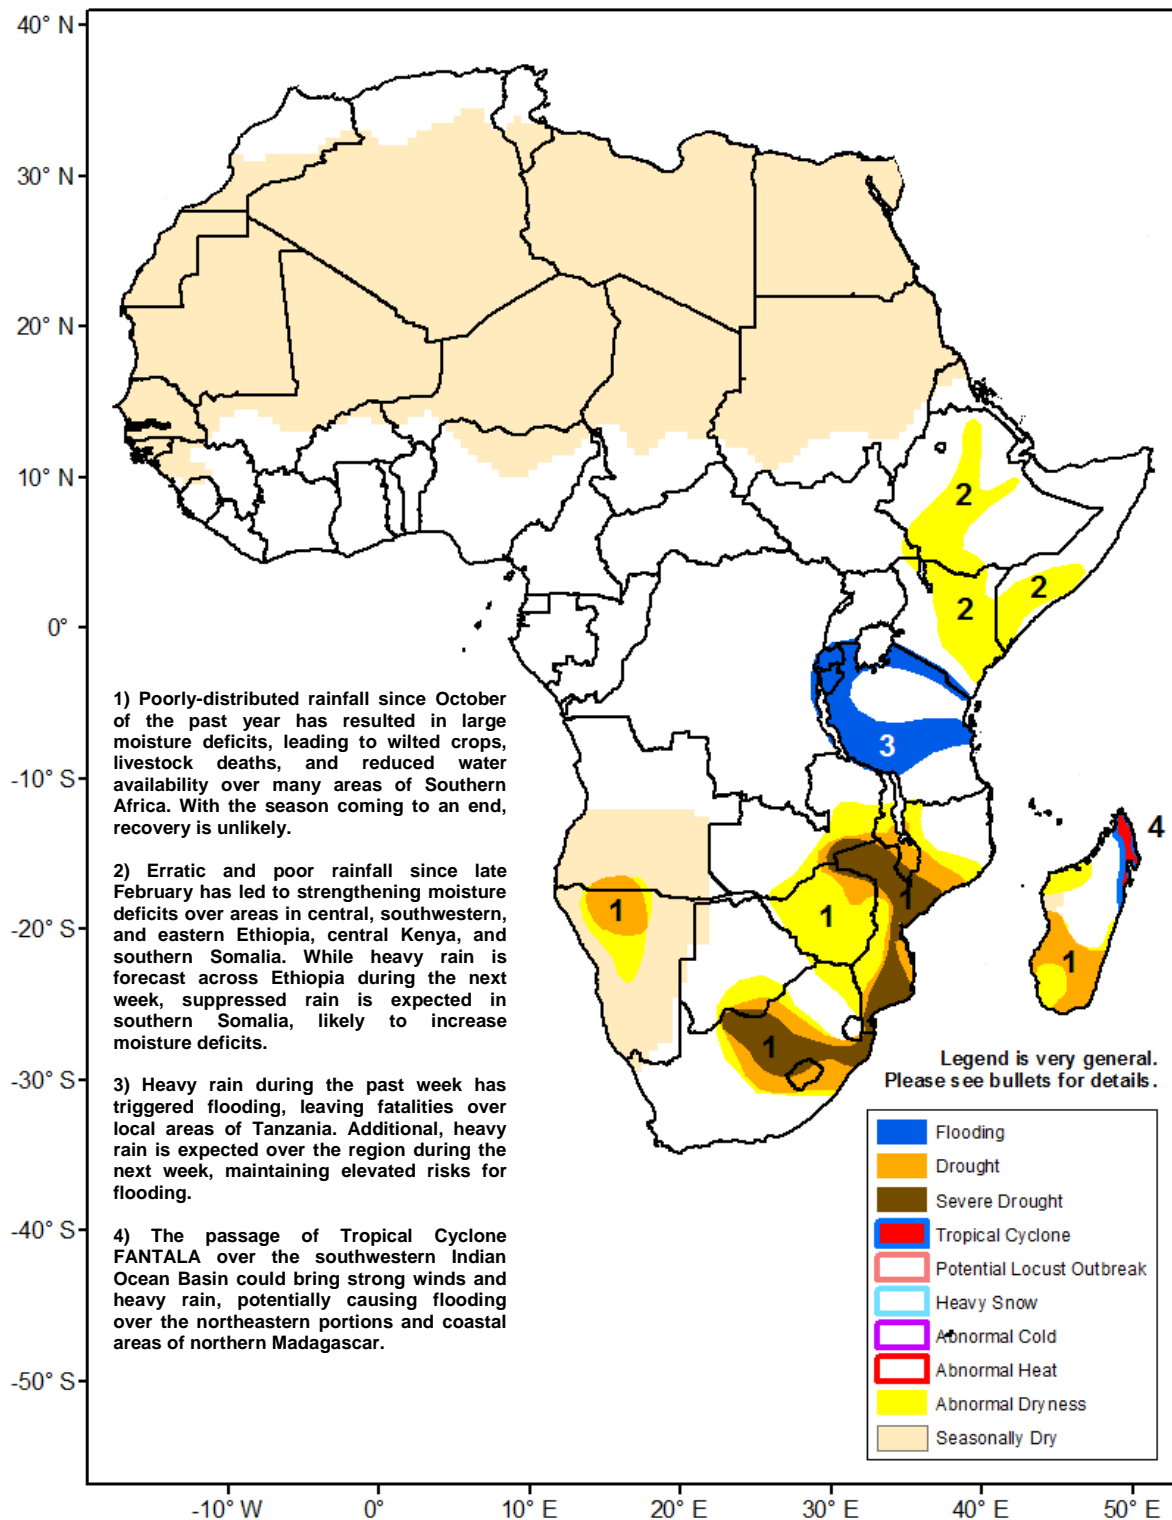 40° N
30° N
20° N
10° N
0°
-10° S
-20° S
-30° S
-40° S
-50° S
2
2
2
3
4
1
1
1
1
1
1) Poorly-distributed rainfall since October
of the past year has resulted in large
moisture deficits, leading to wilted crops,
livestock deaths, and reduced water
availability over many areas of Southern
Africa. With the season coming to an end,
recovery is unlikely.
2) Erratic and poor rainfall since late
February has led to strengthening moisture
deficits over areas in central, southwestern,
and eastern Ethiopia, central Kenya, and
southern Somalia. While heavy rain is
forecast across Ethiopia during the next
week, suppressed rain is expected in
southern Somalia, likely to increase
moisture deficits.
3) Heavy rain during the past week has
triggered flooding, leaving fatalities over
local areas of Tanzania. Additional, heavy
rain is expected over the region during the
next week, maintaining elevated risks for
flooding.
4) The passage of Tropical Cyclone
FANTALA over the southwestern Indian
Ocean Basin could bring strong winds and
heavy rain, potentially causing flooding
over the northeastern portions and coastal
areas of northern Madagascar.
Legend is very general.
Please see bullets for details.
Flooding
Drought
Severe Drought
Tropical Cyclone
Potential Locust Outbreak
Heavy Snow
Abnormal Cold
Abnormal Heat
Abnormal Dryness
Seasonally Dry
-10° W
0°
10° E
20° E
30° E
40° E
50° E